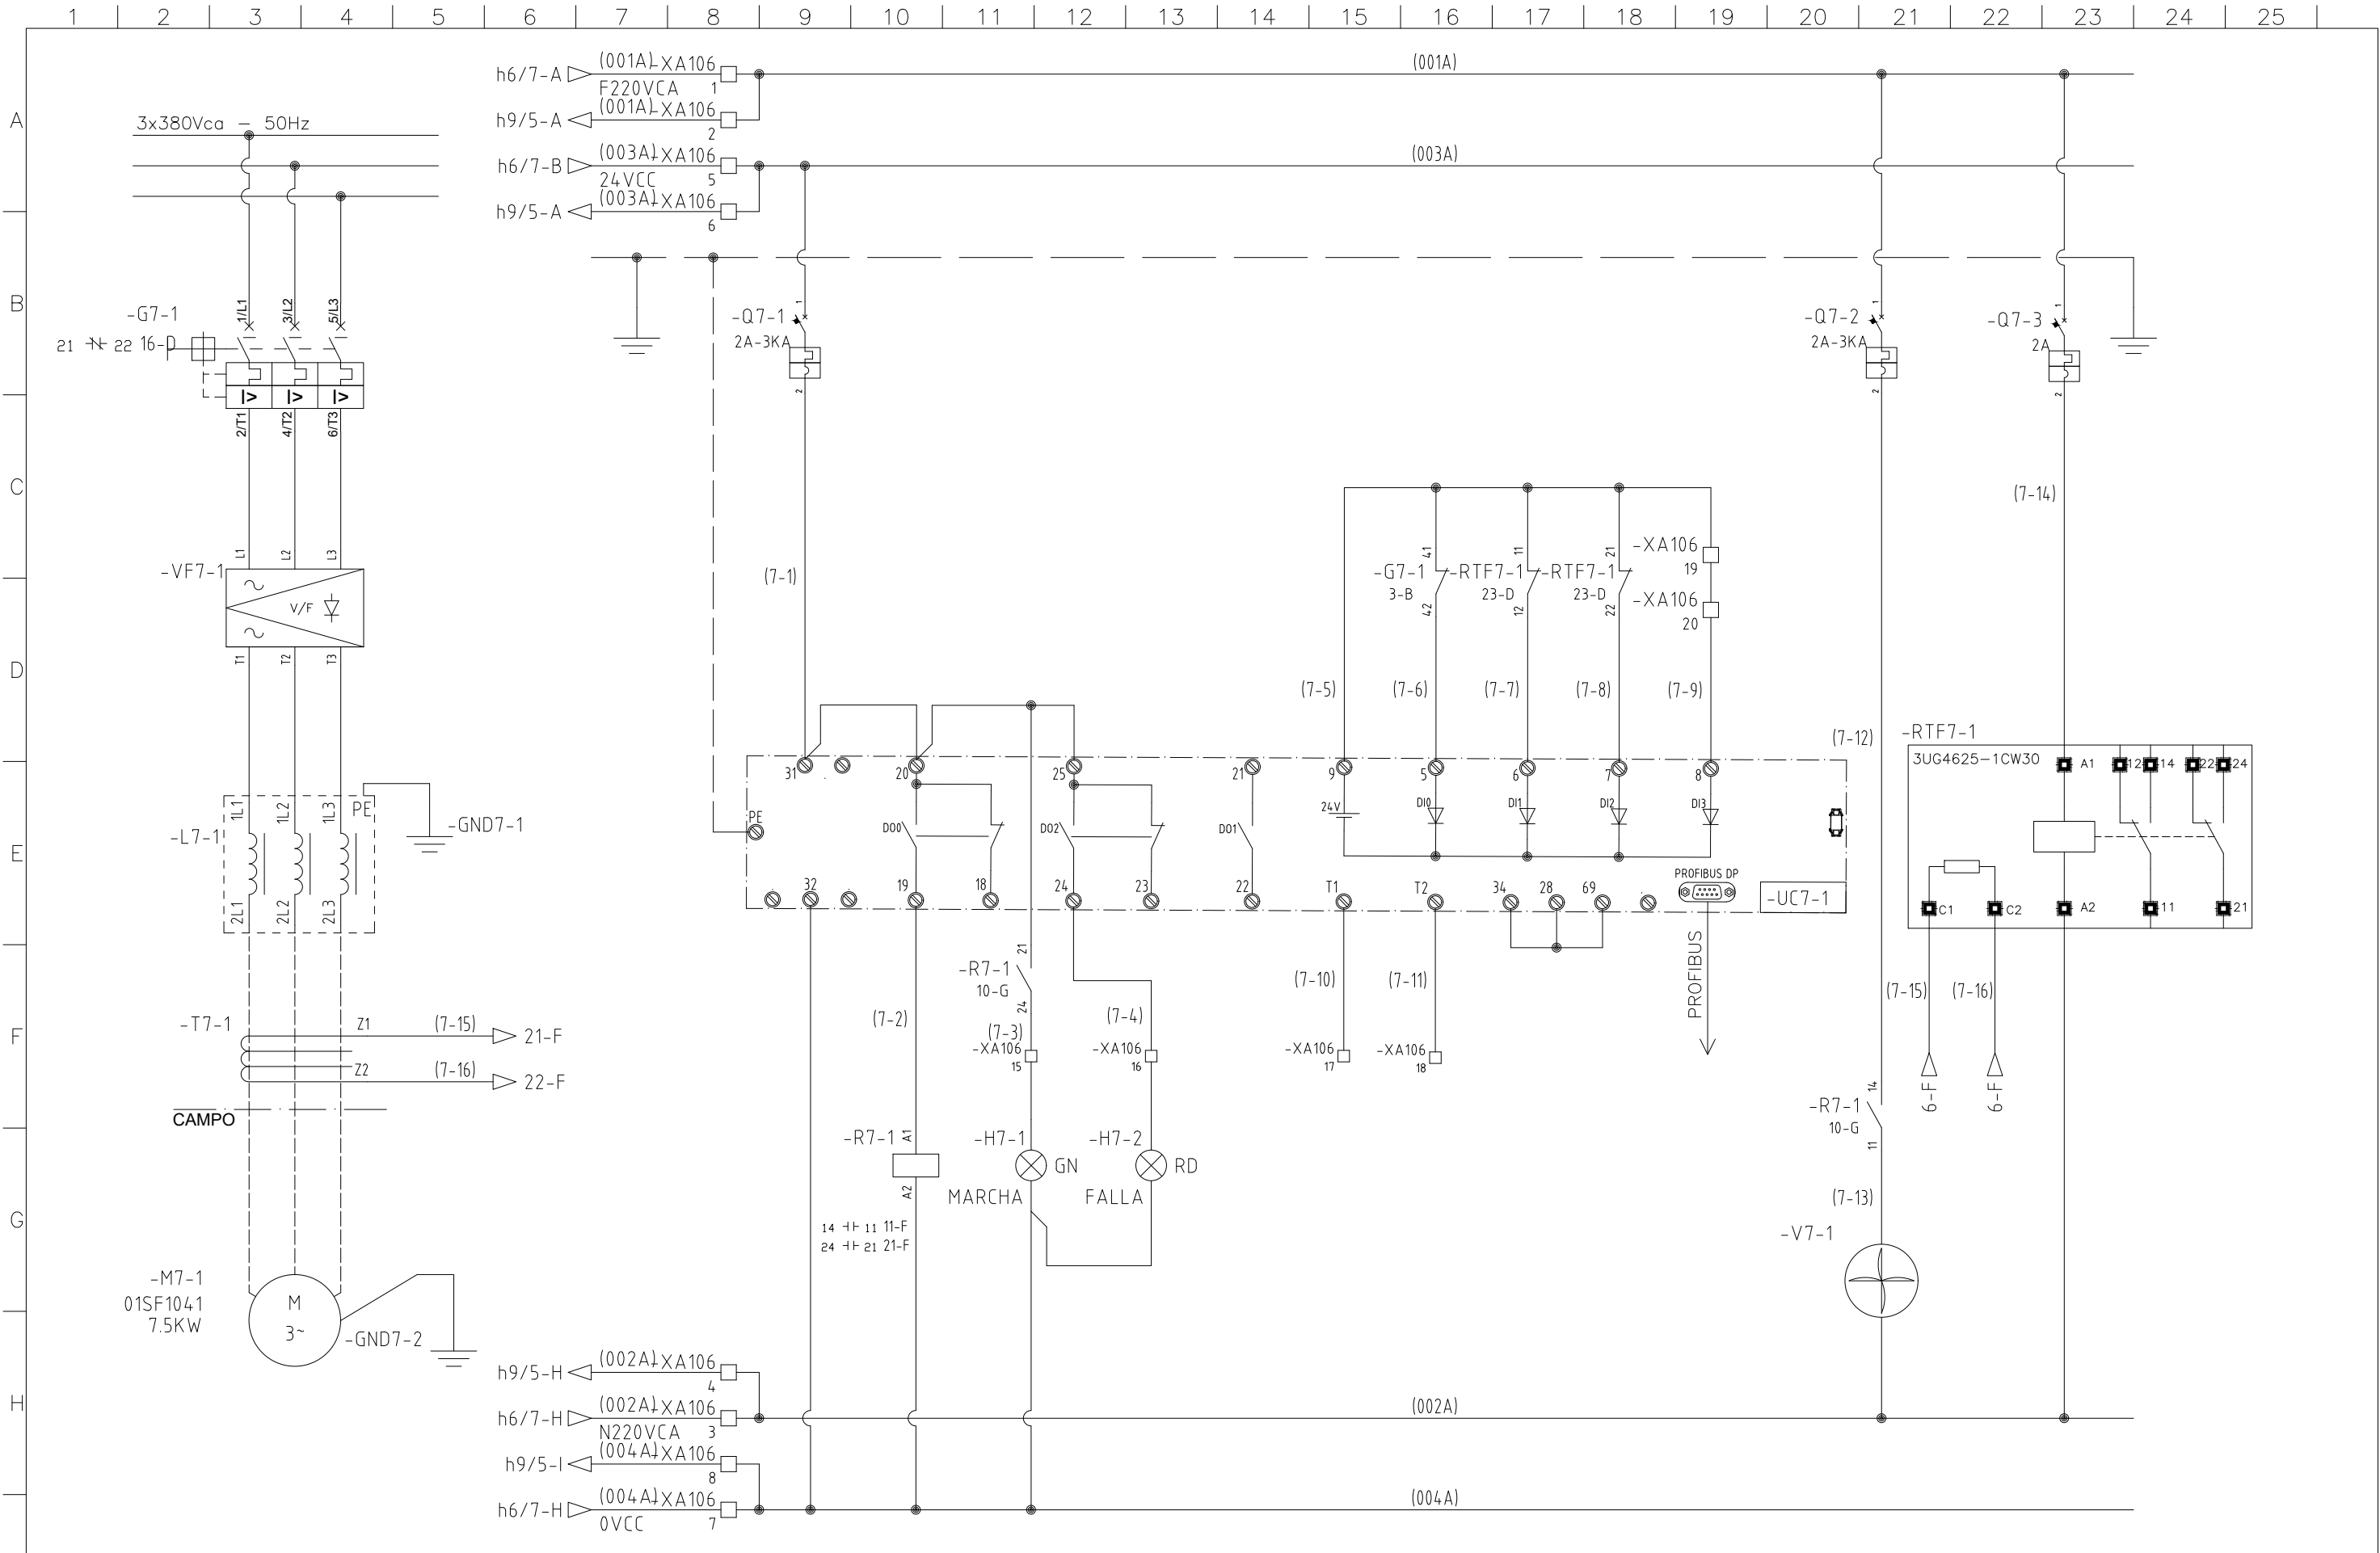 1 2 3 4 5 6 7 8 9 10 11 12 13 14 15 16 17 18 19 20 21 22 23 24 25
A
B
C
D
E
F
G
H
3x380Vca - 50Hz
h6/7-A
(001A)
-XA106
F220VCA
1
(001A)
h9/5-A
(001A)
-XA106
2
h6/7-B
(003A)
-XA106
24VCC
5
(003A)
h9/5-A
(003A)
-XA106
6
-G7-1
21 22 16-D
1/L1
3/L2
5/L3
I>
I>
I>
2/T1
4/T2
6/T3
-Q7-1
2A-3KA
1
2
-Q7-2
2A-3KA
1
2
-Q7-3
2A
1
2
(7-14)
-VF7-1
L1
L2
L3
V/F
T1
T2
T3
(7-1)
-G7-1
3-B
41
42
-RTF7-1
23-D
11
12
-RTF7-1
23-D
21
22
-XA106
19
-XA106
20
(7-5)
(7-6)
(7-7)
(7-8)
(7-9)
(7-12)
-RTF7-1
3UG4625-1CW30
A1
12
14
22
24
C1
C2
A2
11
21
31
20
25
21
9
5
6
7
8
PE
DO0
DO2
DO1
24V
DI0
DI1
DI2
DI3
32
19
18
24
23
22
T1
T2
34
28
69
PROFIBUS DP
-UC7-1
PROFIBUS
-L7-1
1L1
1L2
1L3
PE
2L1
2L2
2L3
-GND7-1
-R7-1
10-G
21
24
(7-2)
(7-3)
-XA106
15
(7-4)
-XA106
16
(7-10)
-XA106
17
(7-11)
-XA106
18
(7-15)
(7-16)
6-F
6-F
-T7-1
Z1
(7-15)
21-F
Z2
(7-16)
22-F
CAMPO
-R7-1
10-G
14
11
-R7-1
A1
A2
14 11 11-F
24 21 21-F
-H7-1
GN
MARCHA
-H7-2
RD
FALLA
(7-13)
-V7-1
-M7-1
01SF1041
7.5KW
M
3~
-GND7-2
h9/5-H
(002A)
-XA106
4
h6/7-H
(002A)
-XA106
N220VCA
3
(002A)
h9/5-I
(004A)
-XA106
8
h6/7-H
(004A)
-XA106
0VCC
7
(004A)